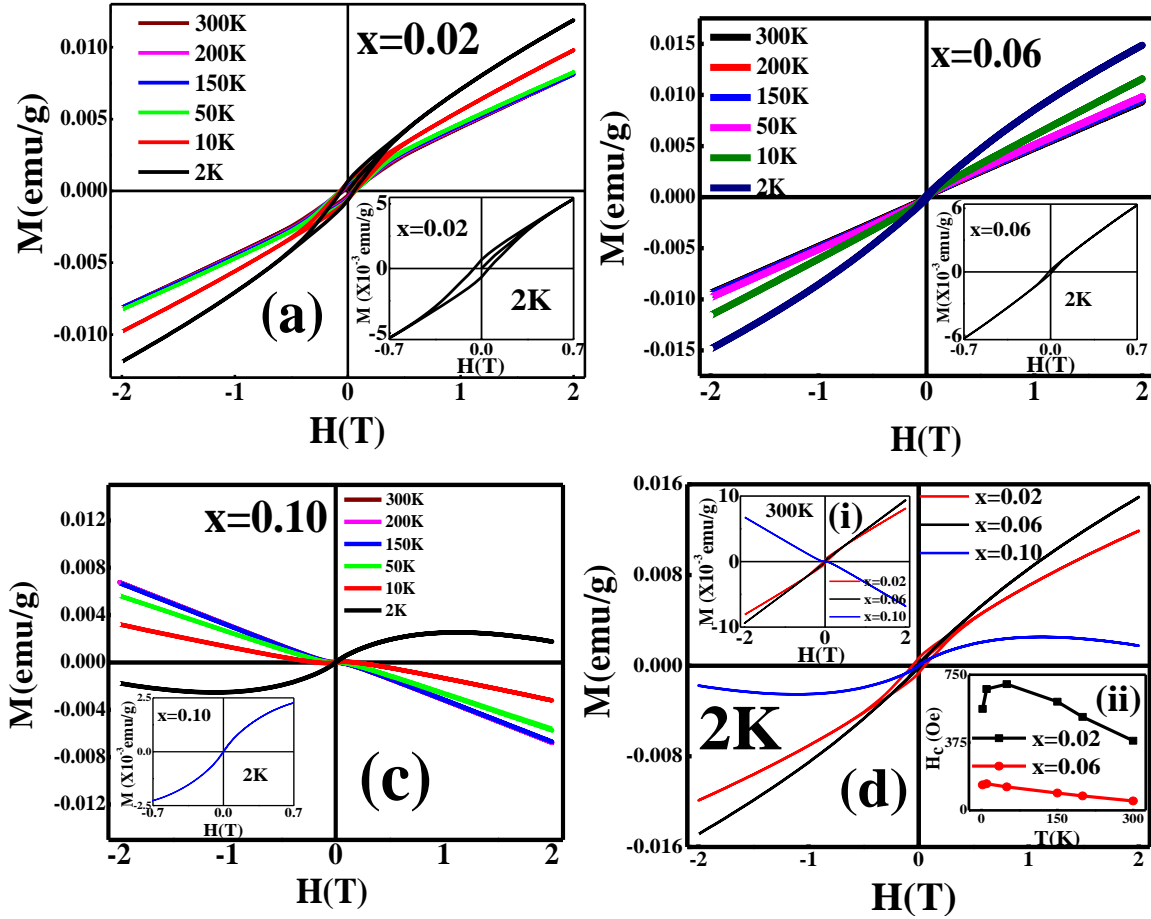 x=0.02
300K
200K
150K
50K
10K
2K
M(emu/g)
0.010
0.005
0.000
-0.005
-0.010
-2
-1
0
1
2
H(T)
(a)
x=0.02
2K
M (X10⁻³ emu/g)
5
0
-5
-0.7
0.0
0.7
H(T)
x=0.06
300K
200K
150K
50K
10K
2K
M(emu/g)
0.015
0.010
0.005
0.000
-0.005
-0.010
-0.015
-2
-1
0
1
2
H(T)
x=0.06
2K
M(X10⁻³ emu/g)
6
0
-6
-0.7
0.0
0.7
H(T)
x=0.10
300K
200K
150K
50K
10K
2K
M(emu/g)
0.012
0.008
0.004
0.000
-0.004
-0.008
-0.012
-2
-1
0
1
2
H(T)
(c)
x=0.10
2K
M (X10⁻³ emu/g)
2.5
0.0
-2.5
-0.7
0.0
0.7
H(T)
x=0.02
x=0.06
x=0.10
M(emu/g)
0.016
0.008
0.000
-0.008
-0.016
-2
-1
0
1
2
H(T)
2K
(d)
300K
(i)
x=0.02
x=0.06
x=0.10
M (X10⁻³ emu/g)
10
0
-10
-2
0
2
H(T)
(ii)
x=0.02
x=0.06
H_C (Oe)
750
375
0
0
150
300
T(K)